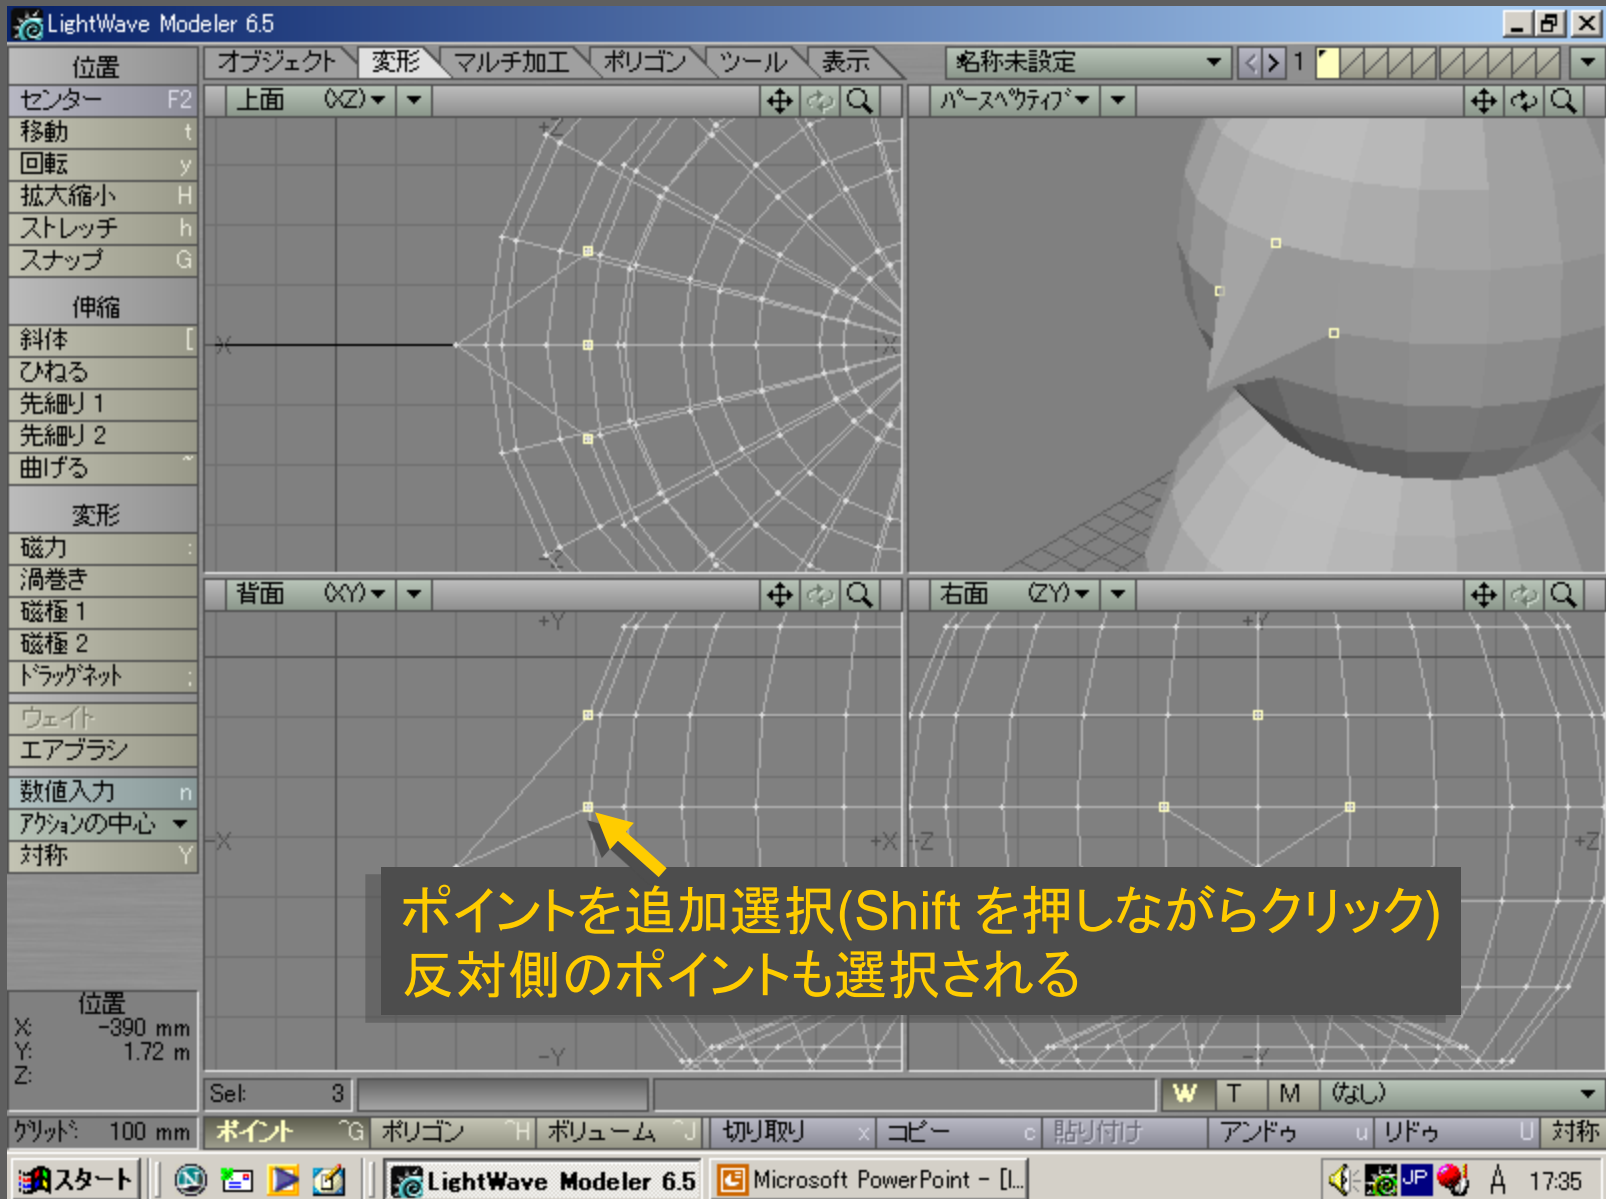 LightWave Modeler 6.5
位置
オブジェクト 変形 マルチ加工 ポリゴン ツール 表示
名称未設定 1
センター F2
移動 t
回転 y
拡大縮小 H
ストレッチ h
スナップ G
伸縮
斜体 [
ひねる
先細り 1
先細り 2
曲げる ~
変形
磁力 :
渦巻き
磁極 1
磁極 2
ドラッグネット ;
ウェイト
エアブラシ
数値入力 n
アクションの中心
対称 Y
上面 (XZ)
+Z
-X
+X
-Z
パースペクティブ
背面 (XY)
+Y
-X
+X
-Y
右面 (ZY)
+Y
-Z
+Z
-Y
ポイントを追加選択(Shift を押しながらクリック)
反対側のポイントも選択される
位置
X: -390 mm
Y: 1.72 m
Z:
Sel: 3
W T M (なし)
グリッド: 100 mm
ポイント ^G ポリゴン ^H ボリューム ^J 切り取り x コピー c 貼り付け アンドゥ u リドゥ U 対称
スタート LightWave Modeler 6.5 Microsoft PowerPoint - [l... JP A 17:35